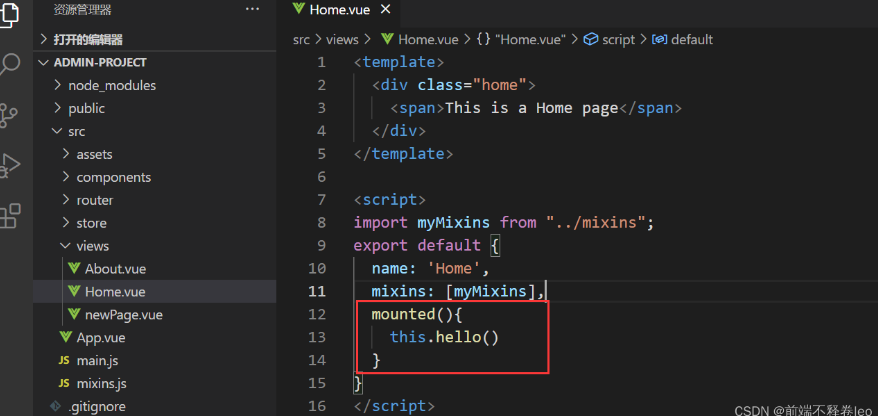 资源管理器 ···
Home.vue ×
打开的编辑器
src > views > Home.vue > {} "Home.vue" > script > default
ADMIN-PROJECT
node_modules
public
src
assets
components
router
store
views
About.vue
Home.vue
newPage.vue
App.vue
JS main.js
JS mixins.js
.gitignore
1 <template>
2 <div class="home">
3 <span>This is a Home page</span>
4 </div>
5 </template>
6
7 <script>
8 import myMixins from "../mixins";
9 export default {
10 name: 'Home',
11 mixins: [myMixins],
12 mounted(){
13 this.hello()
14 }
15 }
16 </script>
CSDN @前端不释卷leo